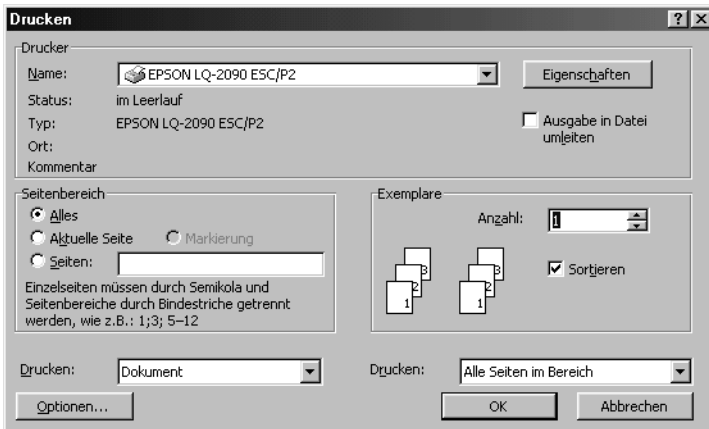 Drucken
Drucker
Name: EPSON LQ-2090 ESC/P2 Eigenschaften
Status: im Leerlauf
Typ: EPSON LQ-2090 ESC/P2 Ausgabe in Datei
umleiten
Ort:
Kommentar
Seitenbereich Exemplare
Alles Anzahl: 1
Aktuelle Seite Markierung
Seiten: Sortieren
Einzelseiten müssen durch Semikola und
Seitenbereiche durch Bindestriche getrennt
werden, wie z.B.: 1;3; 5–12
1 2 3 1 2 3
Drucken: Dokument Drucken: Alle Seiten im Bereich
Optionen... OK Abbrechen